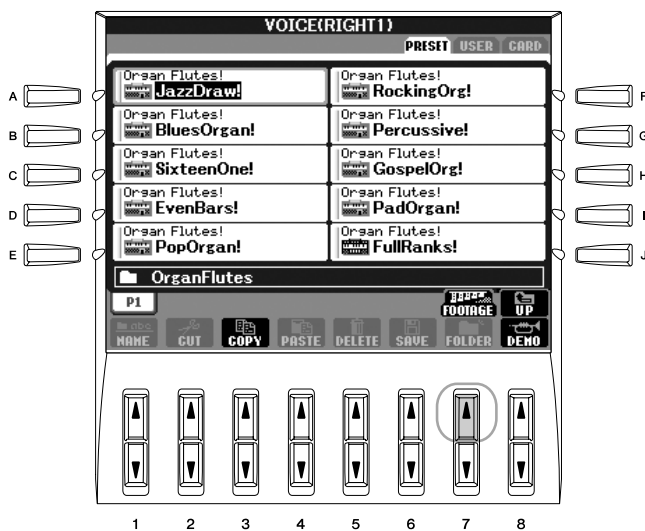 VOICE(RIGHT1)
PRESET USER CARD
A
B
C
D
E
Organ Flutes!
JazzDraw!
Organ Flutes!
RockingOrg!
Organ Flutes!
BluesOrgan!
Organ Flutes!
Percussive!
Organ Flutes!
SixteenOne!
Organ Flutes!
GospelOrg!
Organ Flutes!
EvenBars!
Organ Flutes!
PadOrgan!
Organ Flutes!
PopOrgan!
Organ Flutes!
FullRanks!
F
G
H
I
J
OrganFlutes
P1
FOOTAGE UP
abc
NAME CUT COPY PASTE DELETE SAVE FOLDER DEMO
1 2 3 4 5 6 7 8